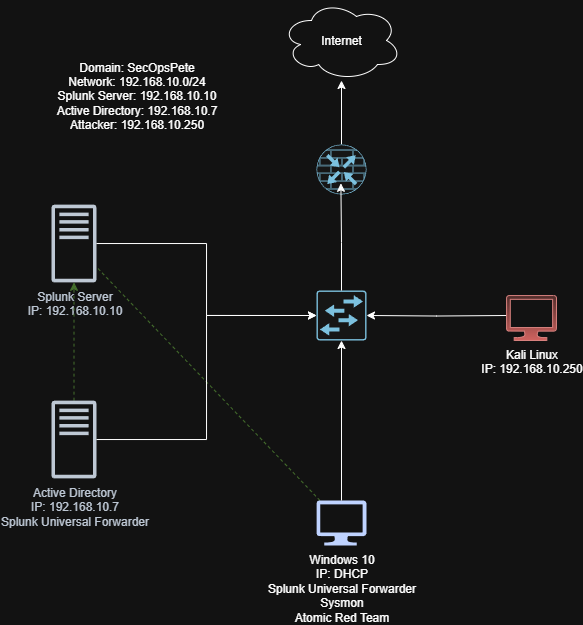 Internet
Domain: SecOpsPete
Network: 192.168.10.0/24
Splunk Server: 192.168.10.10
Active Directory: 192.168.10.7
Attacker: 192.168.10.250
Splunk Server
IP: 192.168.10.10
Kali Linux
IP: 192.168.10.250
Active Directory
IP: 192.168.10.7
Splunk Universal Forwarder
Windows 10
IP: DHCP
Splunk Universal Forwarder
Sysmon
Atomic Red Team